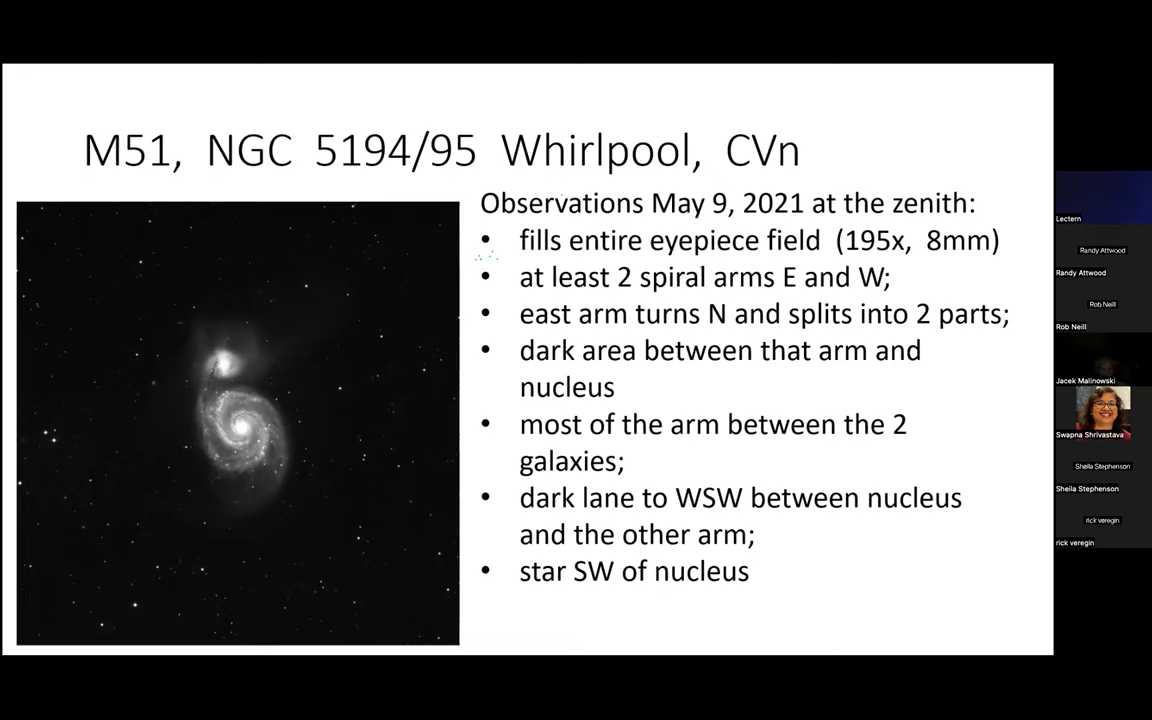 M51, NGC 5194/95 Whirlpool, CVn
Observations May 9, 2021 at the zenith:
• fills entire eyepiece field (195x, 8mm)
• at least 2 spiral arms E and W;
• east arm turns N and splits into 2 parts;
• dark area between that arm and
nucleus
• most of the arm between the 2
galaxies;
• dark lane to WSW between nucleus
and the other arm;
• star SW of nucleus
Lectern
Randy Attwood
Randy Attwood
Rob Neill
Rob Neill
Jacek Malinowski
Swapna Shrivastava
Sheila Stephenson
Sheila Stephenson
rick veregin
rick veregin